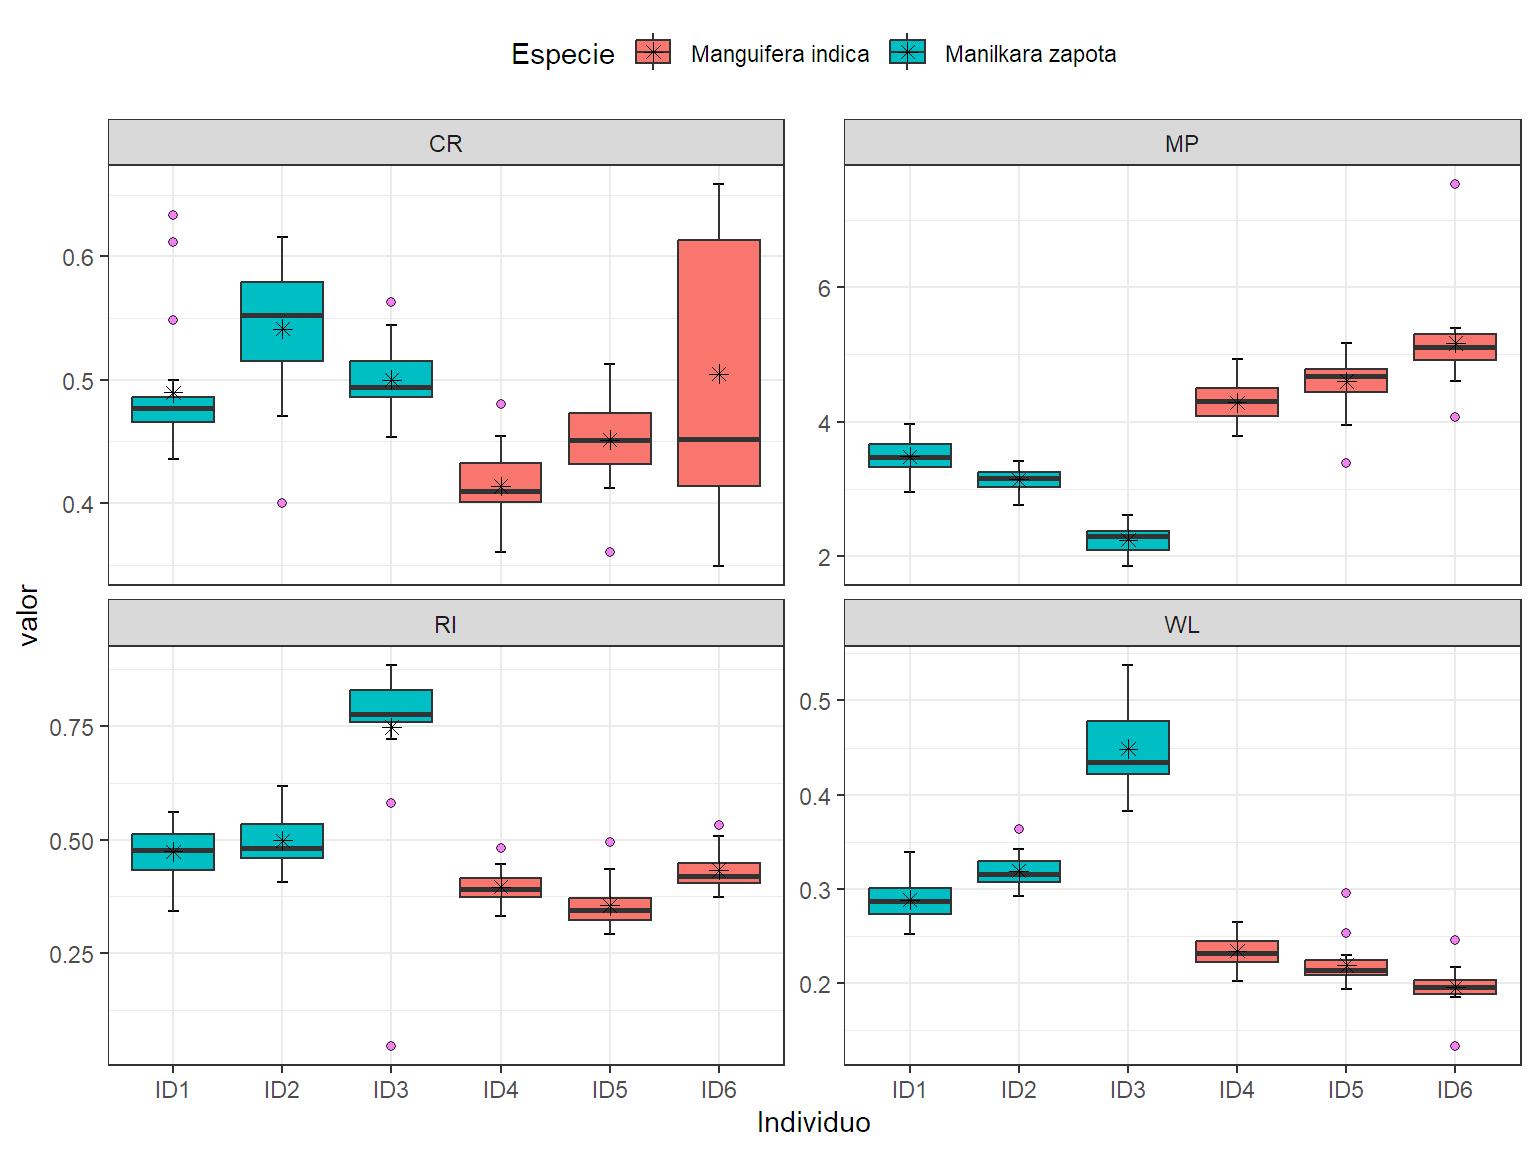 Especie Manguifera indica Manilkara zapota
CR MP
0.6
0.5
0.4
6
4
2
valor
RI WL
0.75
0.50
0.25
0.5
0.4
0.3
0.2
ID1 ID2 ID3 ID4 ID5 ID6 ID1 ID2 ID3 ID4 ID5 ID6
Individuo